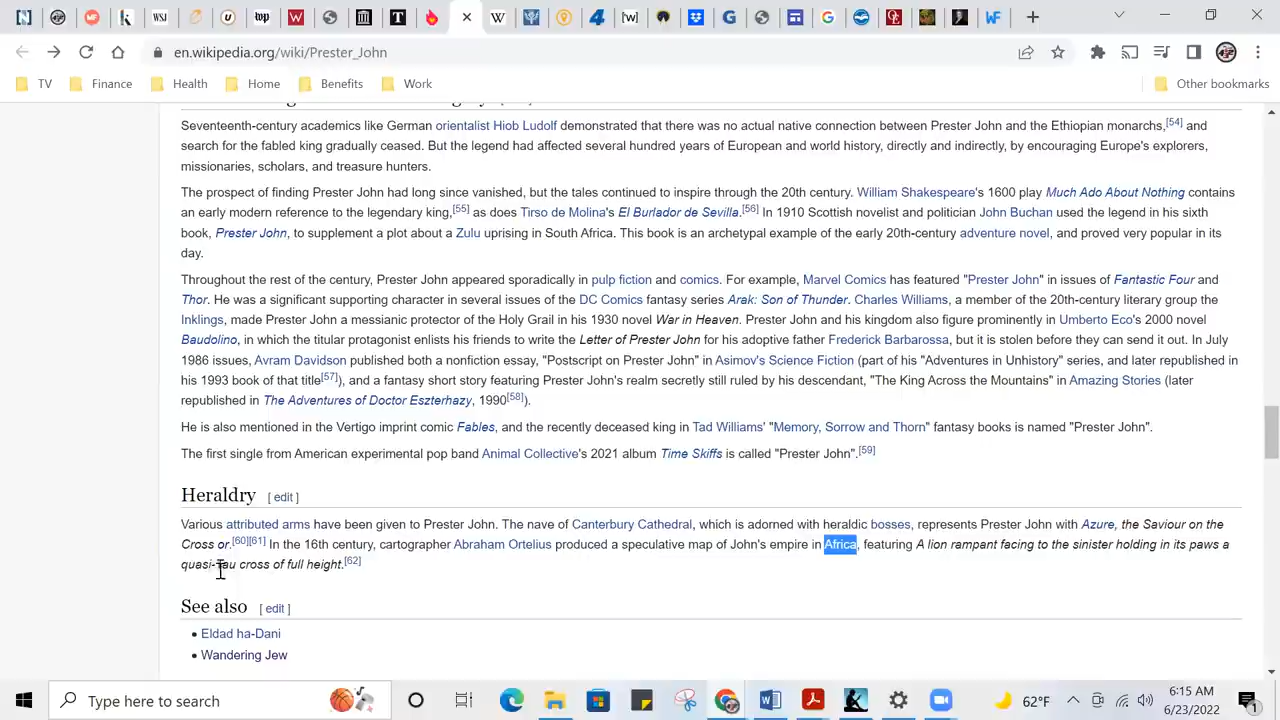 en.wikipedia.org/wiki/Prester_John
TV Finance Health Home Benefits Work Other bookmarks
Seventeenth-century academics like German orientalist Hiob Ludolf demonstrated that there was no actual native connection between Prester John and the Ethiopian monarchs,[54] and
search for the fabled king gradually ceased. But the legend had affected several hundred years of European and world history, directly and indirectly, by encouraging Europe's explorers,
missionaries, scholars, and treasure hunters.
The prospect of finding Prester John had long since vanished, but the tales continued to inspire through the 20th century. William Shakespeare's 1600 play Much Ado About Nothing contains
an early modern reference to the legendary king,[55] as does Tirso de Molina's El Burlador de Sevilla.[56] In 1910 Scottish novelist and politician John Buchan used the legend in his sixth
book, Prester John, to supplement a plot about a Zulu uprising in South Africa. This book is an archetypal example of the early 20th-century adventure novel, and proved very popular in its
day.
Throughout the rest of the century, Prester John appeared sporadically in pulp fiction and comics. For example, Marvel Comics has featured "Prester John" in issues of Fantastic Four and
Thor. He was a significant supporting character in several issues of the DC Comics fantasy series Arak: Son of Thunder. Charles Williams, a member of the 20th-century literary group the
Inklings, made Prester John a messianic protector of the Holy Grail in his 1930 novel War in Heaven. Prester John and his kingdom also figure prominently in Umberto Eco's 2000 novel
Baudolino, in which the titular protagonist enlists his friends to write the Letter of Prester John for his adoptive father Frederick Barbarossa, but it is stolen before they can send it out. In July
1986 issues, Avram Davidson published both a nonfiction essay, "Postscript on Prester John" in Asimov's Science Fiction (part of his "Adventures in Unhistory" series, and later republished in
his 1993 book of that title[57]), and a fantasy short story featuring Prester John's realm secretly still ruled by his descendant, "The King Across the Mountains" in Amazing Stories (later
republished in The Adventures of Doctor Eszterhazy, 1990[58]).
He is also mentioned in the Vertigo imprint comic Fables, and the recently deceased king in Tad Williams' "Memory, Sorrow and Thorn" fantasy books is named "Prester John".
The first single from American experimental pop band Animal Collective's 2021 album Time Skiffs is called "Prester John".[59]
Heraldry [ edit ]
Various attributed arms have been given to Prester John. The nave of Canterbury Cathedral, which is adorned with heraldic bosses, represents Prester John with Azure, the Saviour on the
Cross or.[60][61] In the 16th century, cartographer Abraham Ortelius produced a speculative map of John's empire in Africa, featuring A lion rampant facing to the sinister holding in its paws a
quasi-tau cross of full height.[62]
See also [ edit ]
• Eldad ha-Dani
• Wandering Jew
Type here to search
62°F
6:15 AM
6/23/2022